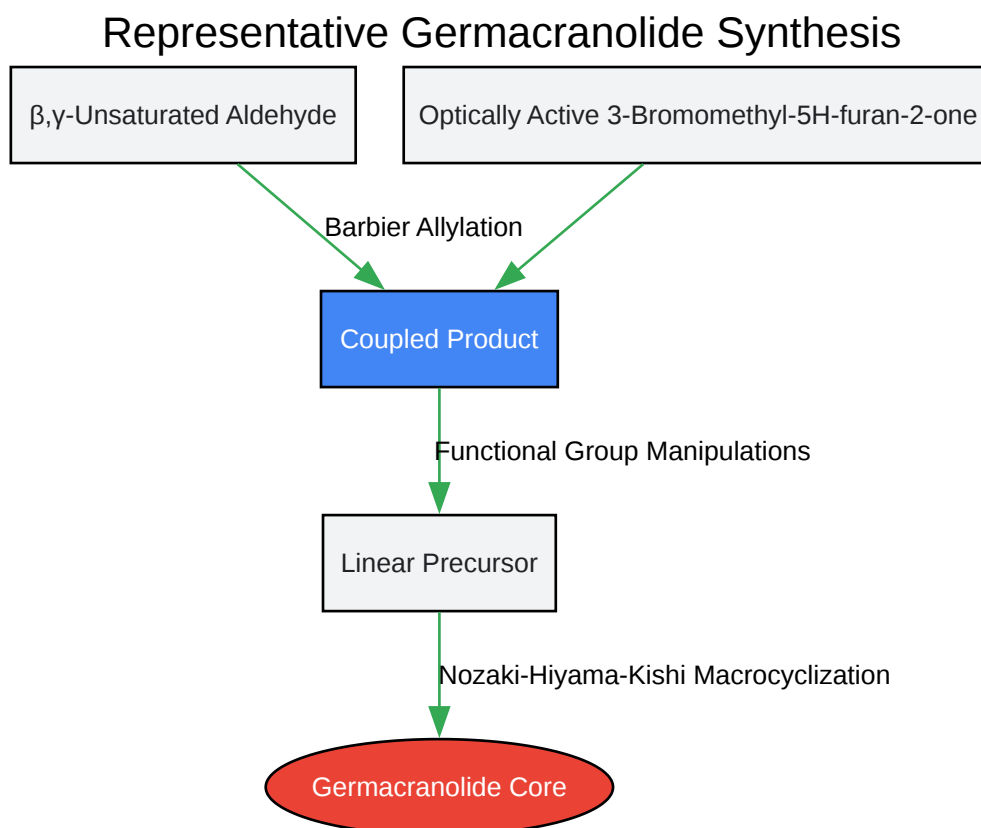 Representative Germacranolide Synthesis
β,γ-Unsaturated Aldehyde
Optically Active 3-Bromomethyl-5H-furan-2-one
Barbier Allylation
Coupled Product
Functional Group Manipulations
Linear Precursor
Nozaki-Hiyama-Kishi Macrocyclization
Germacranolide Core